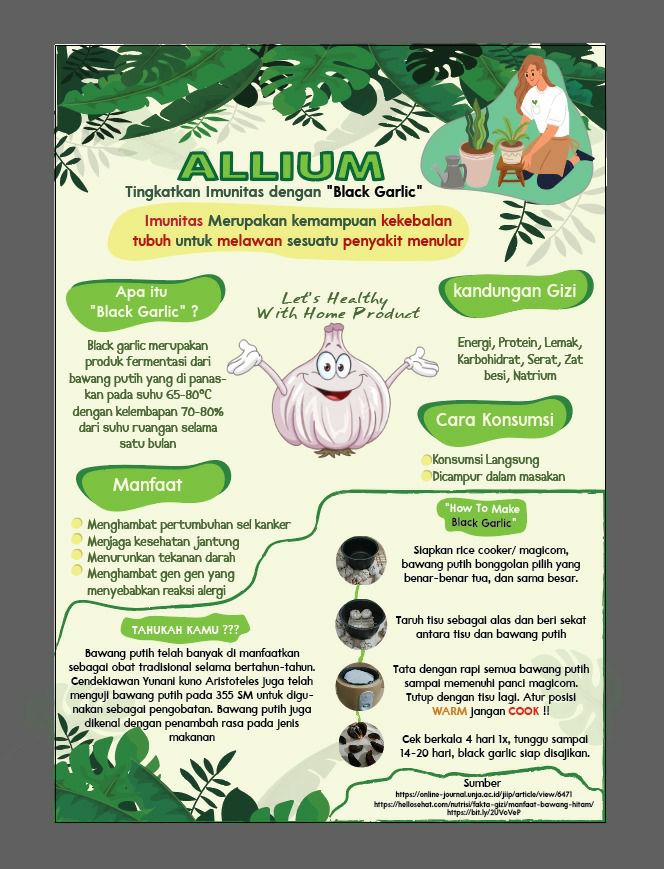 ALLIUM
Tingkatkan Imunitas dengan "Black Garlic"
Imunitas Merupakan kemampuan kekebalan
tubuh untuk melawan sesuatu penyakit menular
Apa itu
"Black Garlic" ?
Black garlic merupakan
produk fermentasi dari
bawang putih yang di panas-
kan pada suhu 65-80°C
dengan kelembapan 70-80%
dari suhu ruangan selama
satu bulan
Let's Healthy
With Home Product
kandungan Gizi
Energi, Protein, Lemak,
Karbohidrat, Serat, Zat
besi, Natrium
Cara Konsumsi
Konsumsi Langsung
Dicampur dalam masakan
Manfaat
Menghambat pertumbuhan sel kanker
Menjaga kesehatan jantung
Menurunkan tekanan darah
Menghambat gen gen yang
menyebabkan reaksi alergi
TAHUKAH KAMU ???
Bawang putih telah banyak di manfaatkan
sebagai obat tradisional selama bertahun-tahun.
Cendekiawan Yunani kuno Aristoteles juga telah
menguji bawang putih pada 355 SM untuk digu-
nakan sebagai pengobatan. Bawang putih juga
dikenal dengan penambah rasa pada jenis
makanan
"How To Make
Black Garlic"
Siapkan rice cooker/ magicom,
bawang putih bonggolan pilih yang
benar-benar tua, dan sama besar.
Taruh tisu sebagai alas dan beri sekat
antara tisu dan bawang putih
Tata dengan rapi semua bawang putih
sampai memenuhi panci magicom.
Tutup dengan tisu lagi. Atur posisi
WARM jangan COOK !!
Cek berkala 4 hari 1x, tunggu sampai
14-20 hari, black garlic siap disajikan.
Sumber
https://online-journal.unja.ac.id/jiip/article/view/6471
https://hellosehat.com/nutrisi/fakta-gizi/manfaat-bawang-hitam/
https://bit.ly/2UVoVeP